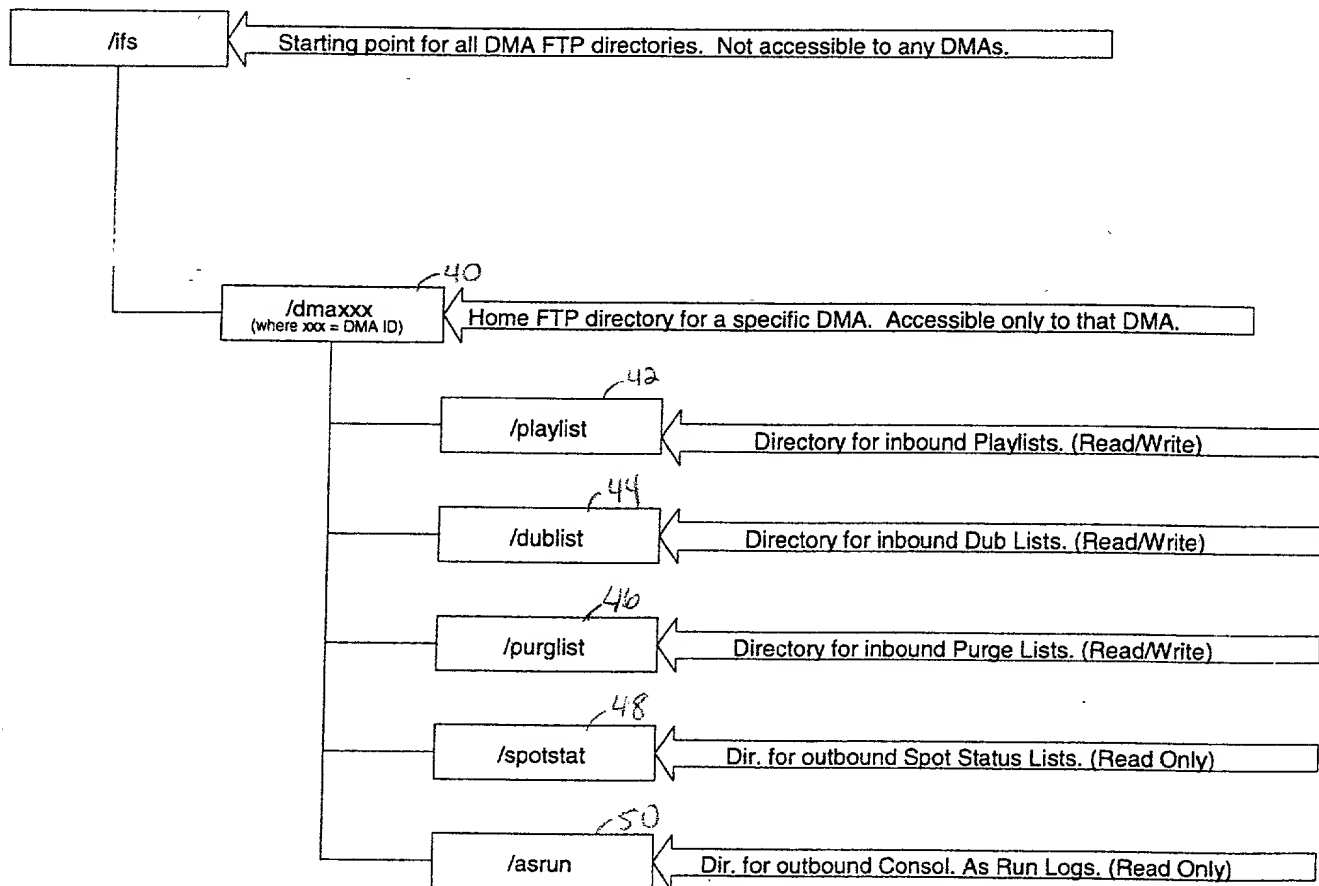 /ifs
Starting point for all DMA FTP directories. Not accessible to any DMAs.
40
/dmaxxx
(where xxx = DMA ID)
Home FTP directory for a specific DMA. Accessible only to that DMA.
42
/playlist
Directory for inbound Playlists. (Read/Write)
44
/dublist
Directory for inbound Dub Lists. (Read/Write)
46
/purglist
Directory for inbound Purge Lists. (Read/Write)
48
/spotstat
Dir. for outbound Spot Status Lists. (Read Only)
50
/asrun
Dir. for outbound Consol. As Run Logs. (Read Only)